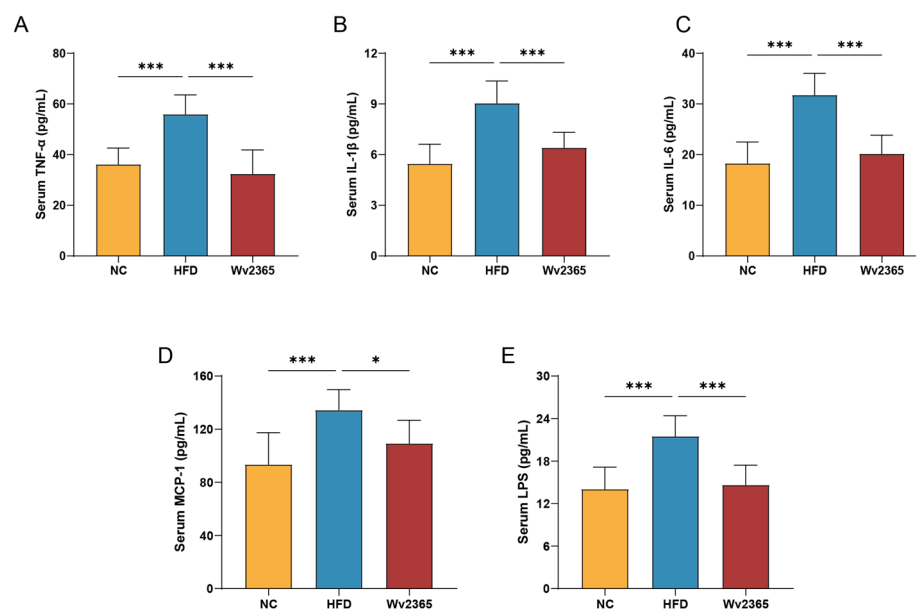 A
Serum TNF-α (pg/mL)
80
60
40
20
0
***
***
NC
HFD
Wv2365
B
Serum IL-1β (pg/mL)
12
9
6
3
0
***
***
NC
HFD
Wv2365
C
Serum IL-6 (pg/mL)
40
30
20
10
0
***
***
NC
HFD
Wv2365
D
Serum MCP-1 (pg/mL)
160
120
80
40
0
***
*
NC
HFD
Wv2365
E
Serum LPS (pg/mL)
30
24
18
12
6
0
***
***
NC
HFD
Wv2365